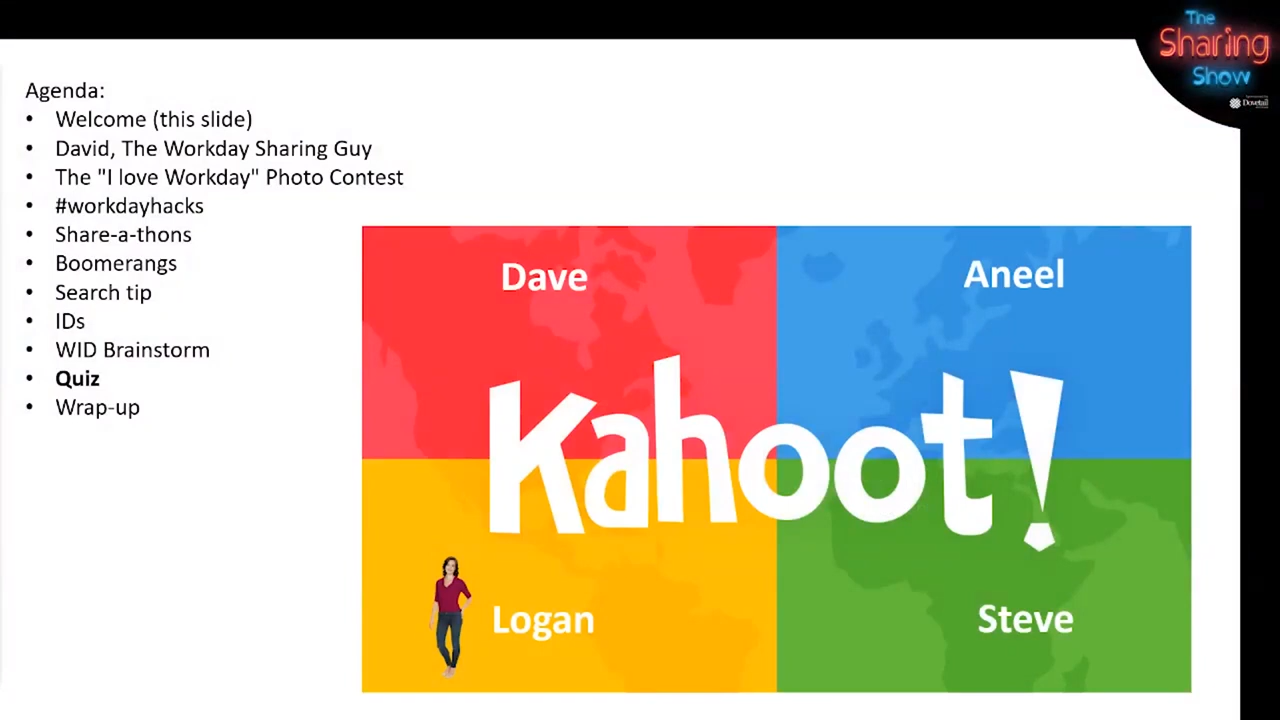 The
Sharing
Show
Dovetail
Agenda:
• Welcome (this slide)
• David, The Workday Sharing Guy
• The "I love Workday" Photo Contest
• #workdayhacks
• Share-a-thons
• Boomerangs
• Search tip
• IDs
• WID Brainstorm
• Quiz
• Wrap-up
Dave
Aneel
Kahoot!
Logan
Steve